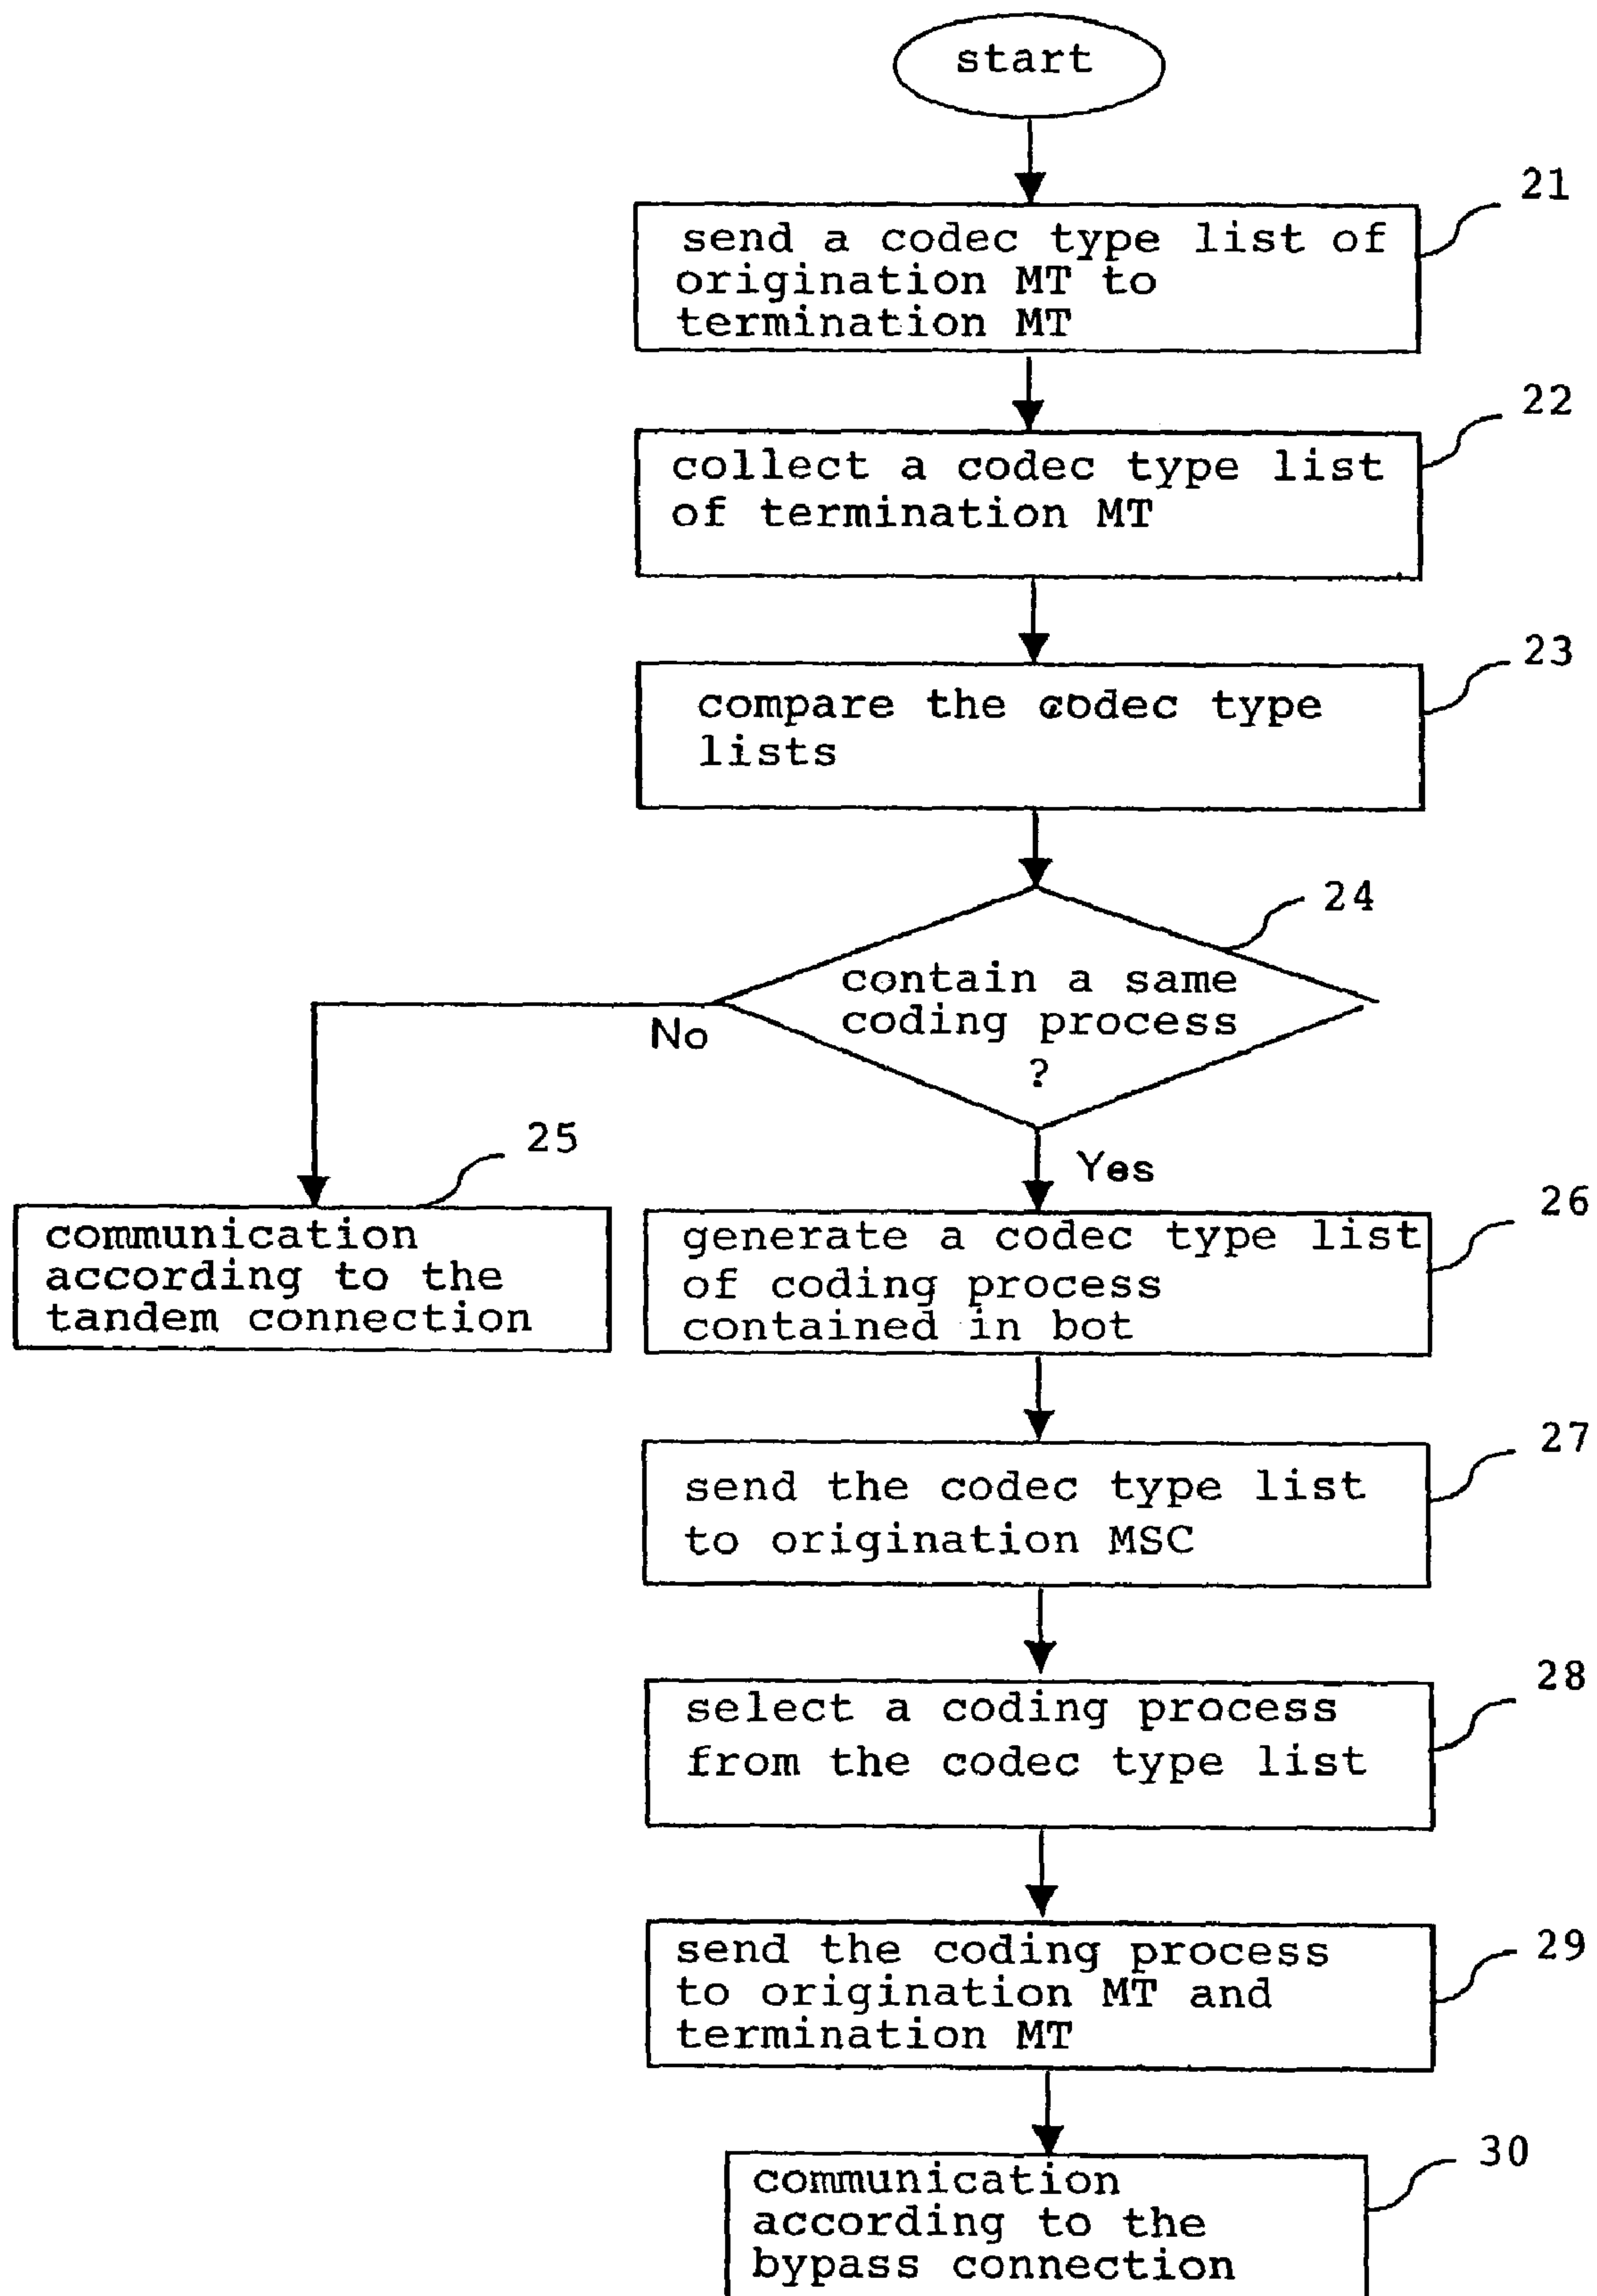 start
21
send a codec type list of
origination MT to
termination MT
22
collect a codec type list
of termination MT
23
compare the codec type
lists
24
contain a same
coding process
?
No
Yes
25
communication
according to the
tandem connection
26
generate a codec type list
of coding process
contained in bot
27
send the codec type list
to origination MSC
28
select a coding process
from the codec type list
29
send the coding process
to origination MT and
termination MT
30
communication
according to the
bypass connection